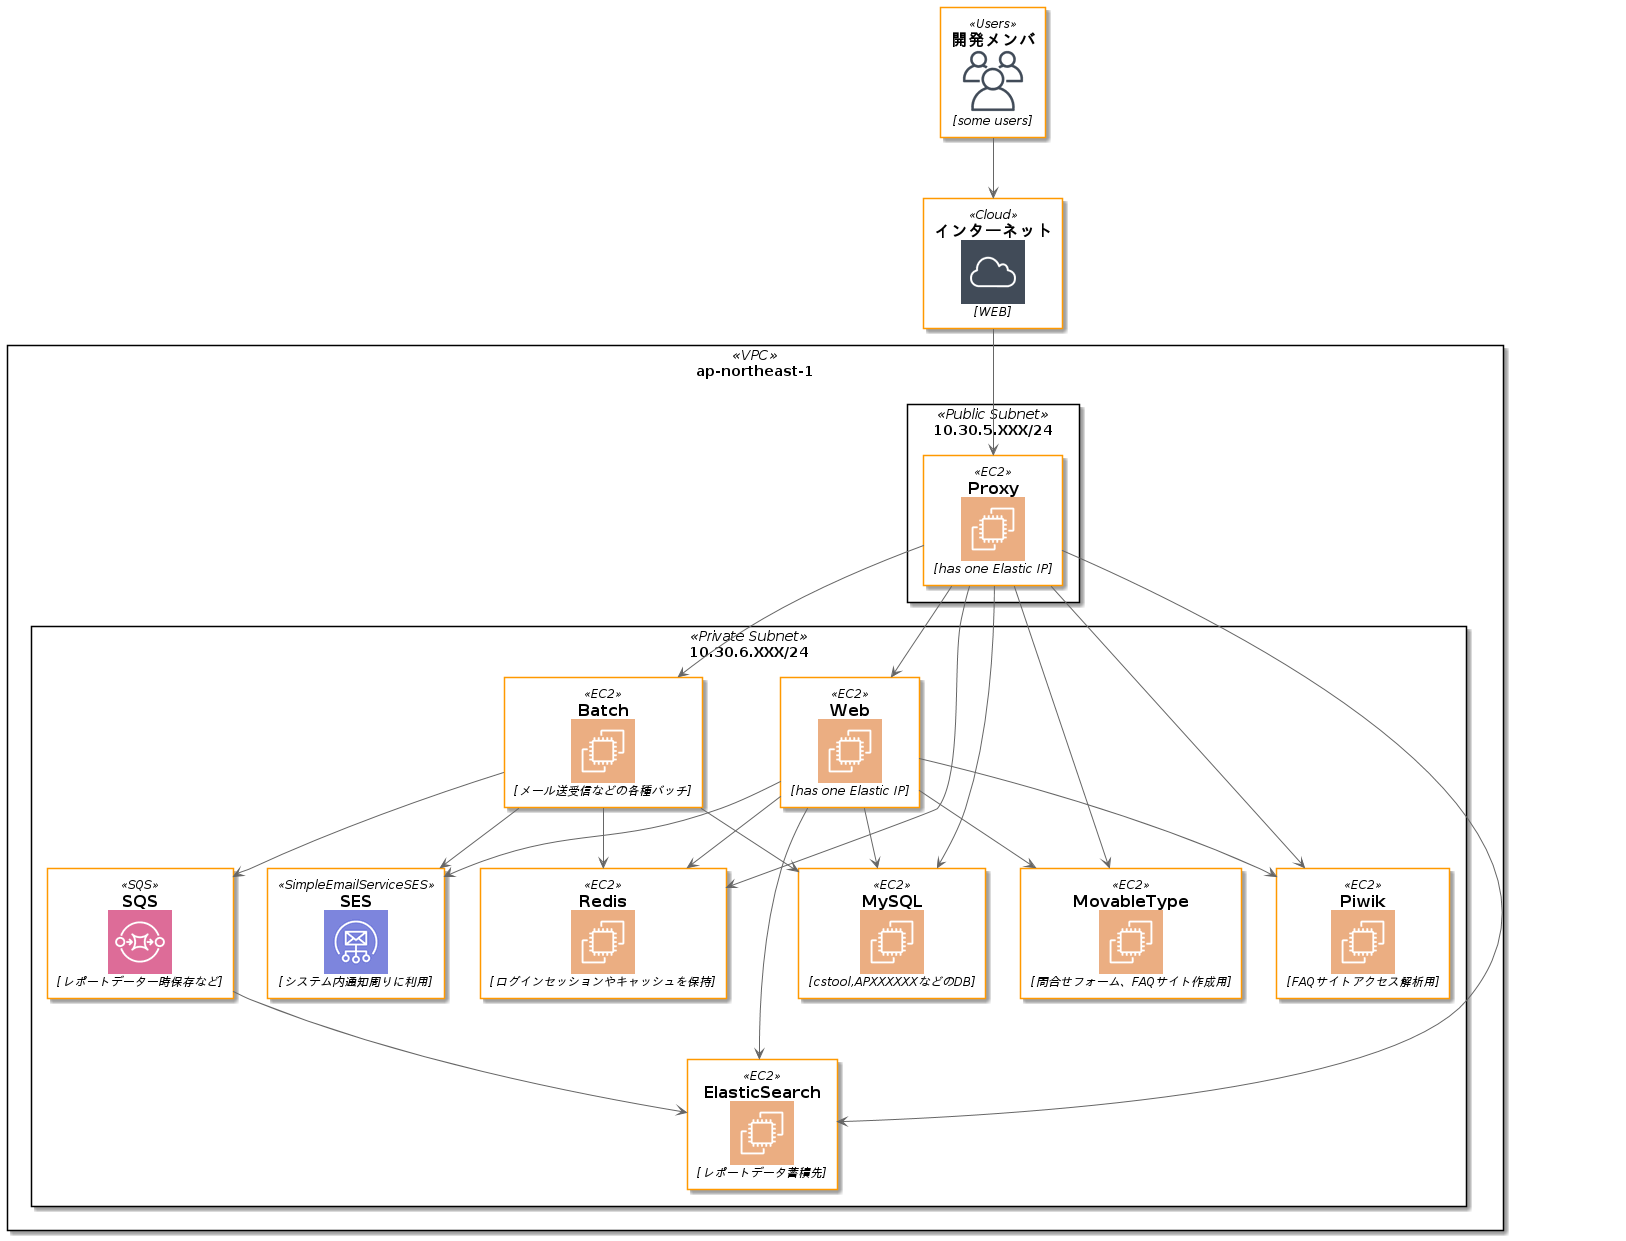 «Users»
開発メンバ
[some users]
«Cloud»
インターネット
[WEB]
«VPC»
ap-northeast-1
«Public Subnet»
10.30.5.XXX/24
«EC2»
Proxy
[has one Elastic IP]
«Private Subnet»
10.30.6.XXX/24
«EC2»
Batch
[メール送受信などの各種バッチ]
«EC2»
Web
[has one Elastic IP]
«SQS»
SQS
[レポートデーター時保存など]
«SimpleEmailServiceSES»
SES
[システム内通知周りに利用]
«EC2»
Redis
[ログインセッションやキャッシュを保持]
«EC2»
MySQL
[cstool,APXXXXXXなどのDB]
«EC2»
MovableType
[問合せフォーム、FAQサイト作成用]
«EC2»
Piwik
[FAQサイトアクセス解析用]
«EC2»
ElasticSearch
[レポートデータ蓄積先]